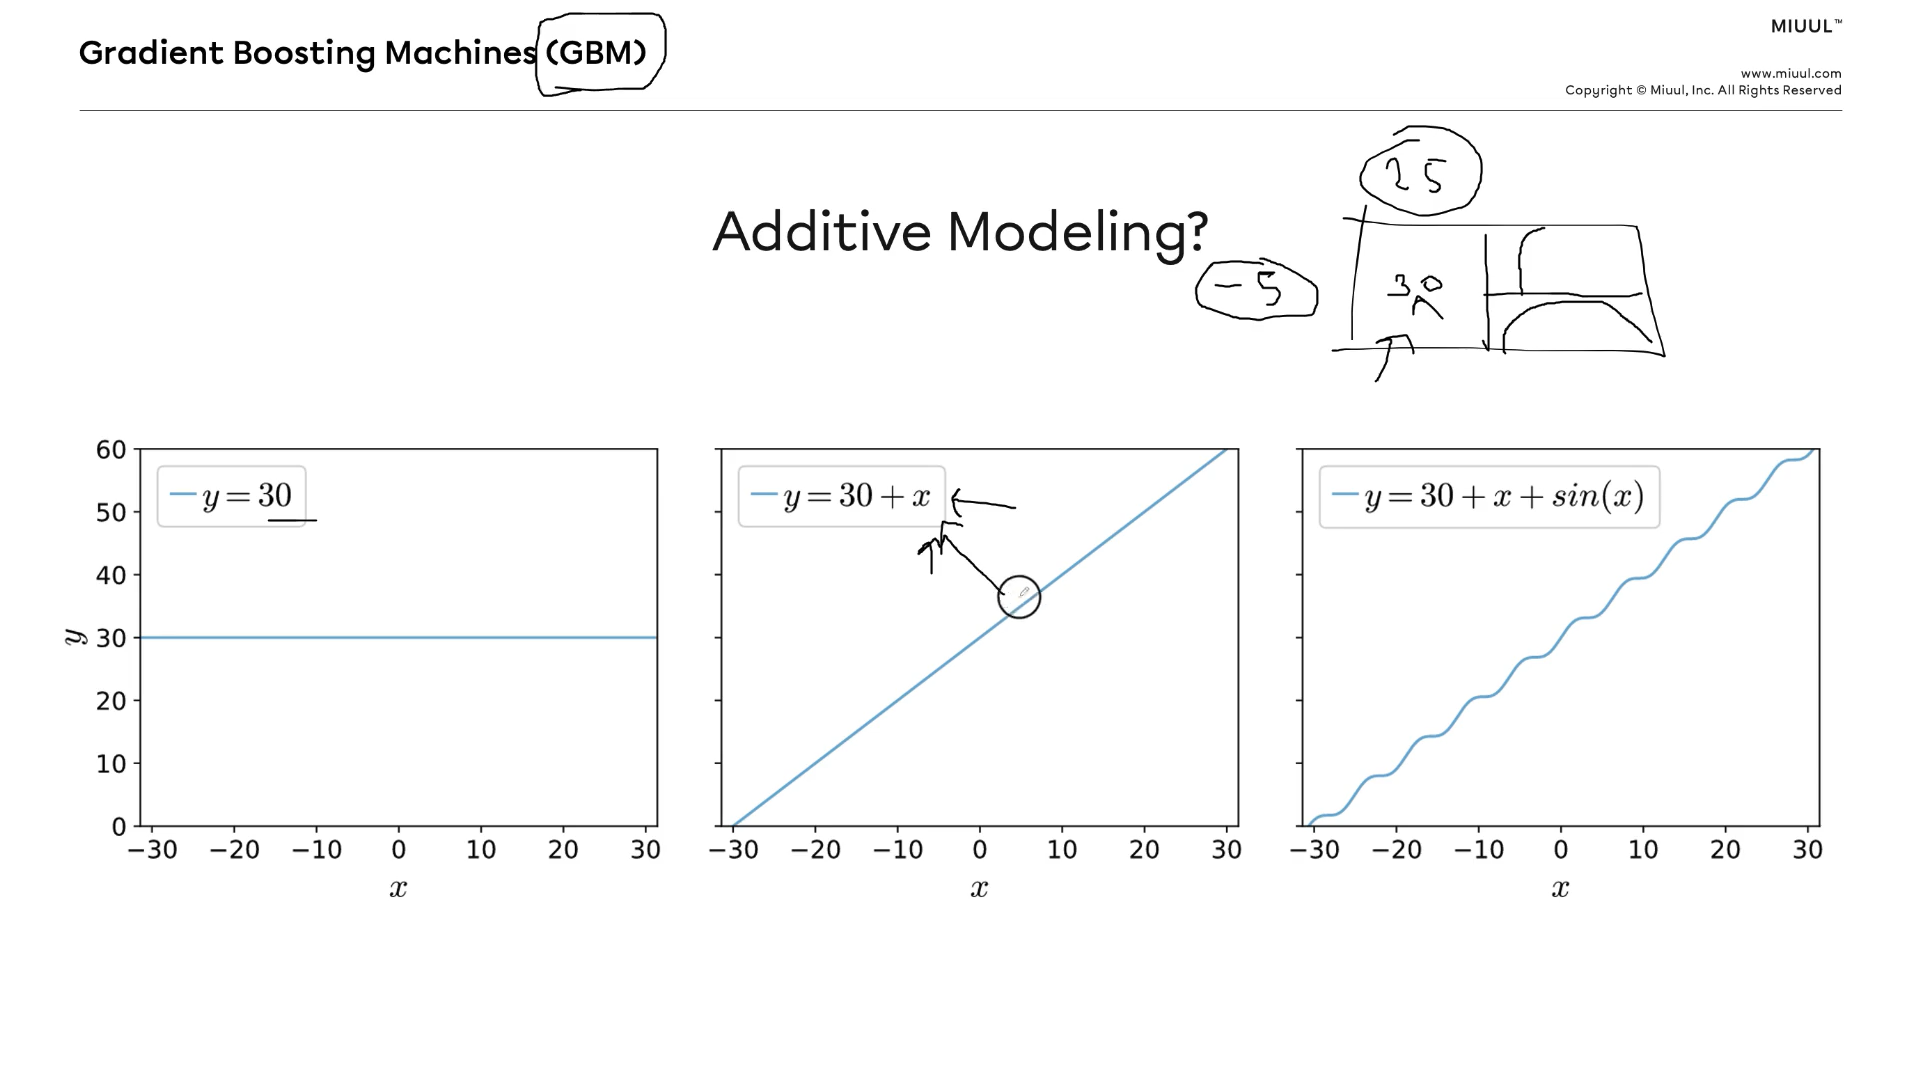 Gradient Boosting Machines (GBM)
MIUUL™
www.miuul.com
Copyright © Miuul, Inc. All Rights Reserved
25
Additive Modeling?
-5
30
y = 30
y = 30 + x
y = 30 + x + sin(x)
60
50
40
30
20
10
0
y
−30 −20 −10 0 10 20 30
−30 −20 −10 0 10 20 30
−30 −20 −10 0 10 20 30
x
x
x